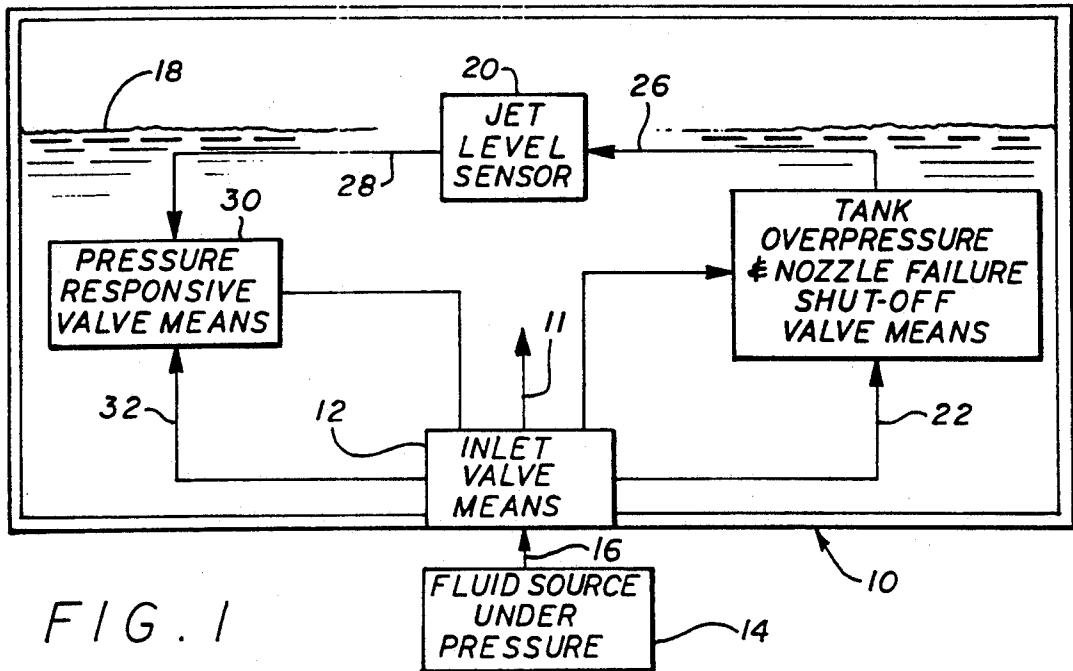 18
20
JET
LEVEL
SENSOR
26
28
30
PRESSURE
RESPONSIVE
VALVE MEANS
TANK
OVERPRESSURE
& NOZZLE FAILURE
SHUT-OFF
VALVE MEANS
11
32
12
INLET
VALVE
MEANS
22
16
10
FLUID SOURCE
UNDER
PRESSURE
14
FIG. 1